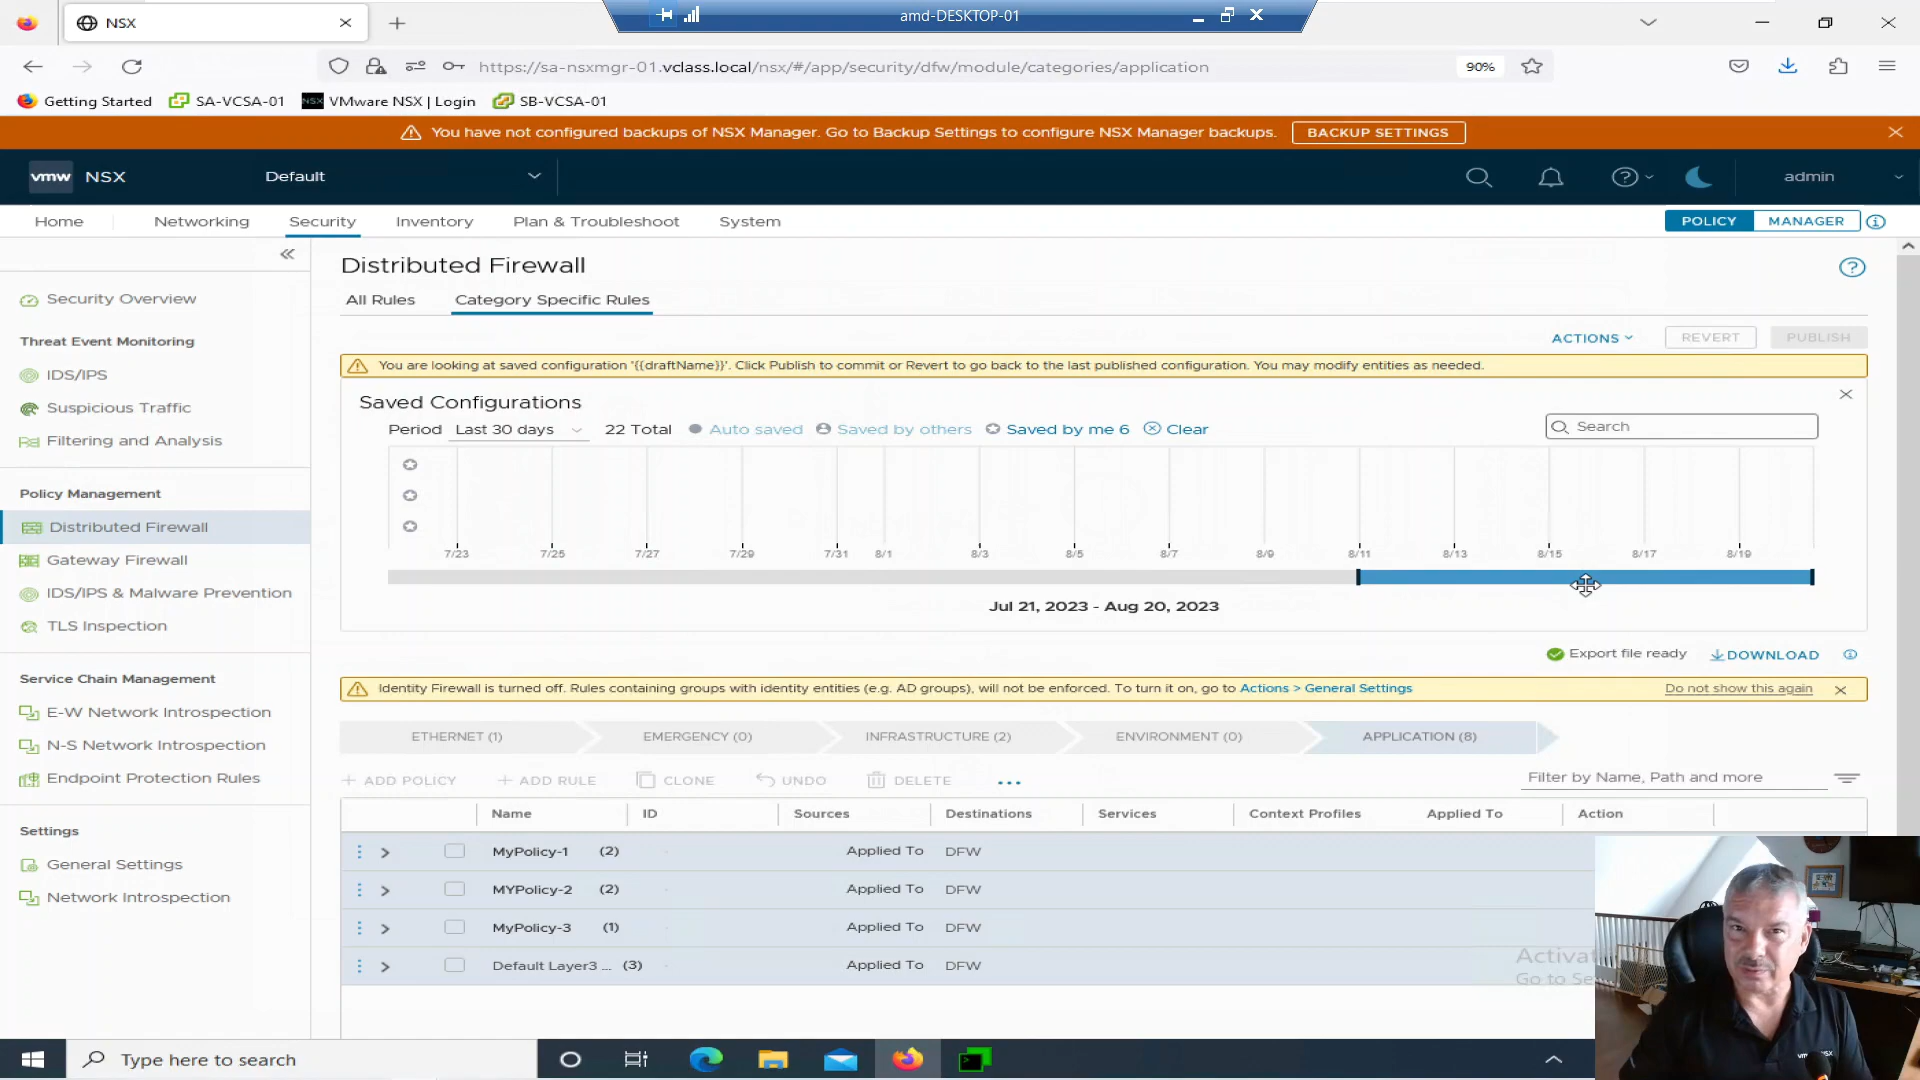 NSX
amd-DESKTOP-01
https://sa-nsxmgr-01.vclass.local/nsx/#/app/security/dfw/module/categories/application
90%
Getting Started
SA-VCSA-01
NSX VMware NSX | Login
SB-VCSA-01
You have not configured backups of NSX Manager. Go to Backup Settings to configure NSX Manager backups.
BACKUP SETTINGS
vmw NSX
Default
admin
Home
Networking
Security
Inventory
Plan & Troubleshoot
System
POLICY
MANAGER
Security Overview
Threat Event Monitoring
IDS/IPS
Suspicious Traffic
Filtering and Analysis
Policy Management
Distributed Firewall
Gateway Firewall
IDS/IPS & Malware Prevention
TLS Inspection
Service Chain Management
E-W Network Introspection
N-S Network Introspection
Endpoint Protection Rules
Settings
General Settings
Network Introspection
Distributed Firewall
All Rules
Category Specific Rules
ACTIONS
REVERT
PUBLISH
You are looking at saved configuration '{{draftName}}'. Click Publish to commit or Revert to go back to the last published configuration. You may modify entities as needed.
Saved Configurations
Period Last 30 days 22 Total Auto saved Saved by others Saved by me 6 Clear
Search
7/23 7/25 7/27 7/29 7/31 8/1 8/3 8/5 8/7 8/9 8/11 8/13 8/15 8/17 8/19
Jul 21, 2023 - Aug 20, 2023
Export file ready
DOWNLOAD
Identity Firewall is turned off. Rules containing groups with identity entities (e.g. AD groups), will not be enforced. To turn it on, go to Actions > General Settings
Do not show this again
ETHERNET (1)
EMERGENCY (0)
INFRASTRUCTURE (2)
ENVIRONMENT (0)
APPLICATION (8)
+ ADD POLICY
+ ADD RULE
CLONE
UNDO
DELETE
...
Filter by Name, Path and more
Name ID Sources Destinations Services Context Profiles Applied To Action
MyPolicy-1 (2) Applied To DFW
MYPolicy-2 (2) Applied To DFW
MyPolicy-3 (1) Applied To DFW
Default Layer3 ... (3) Applied To DFW
Type here to search